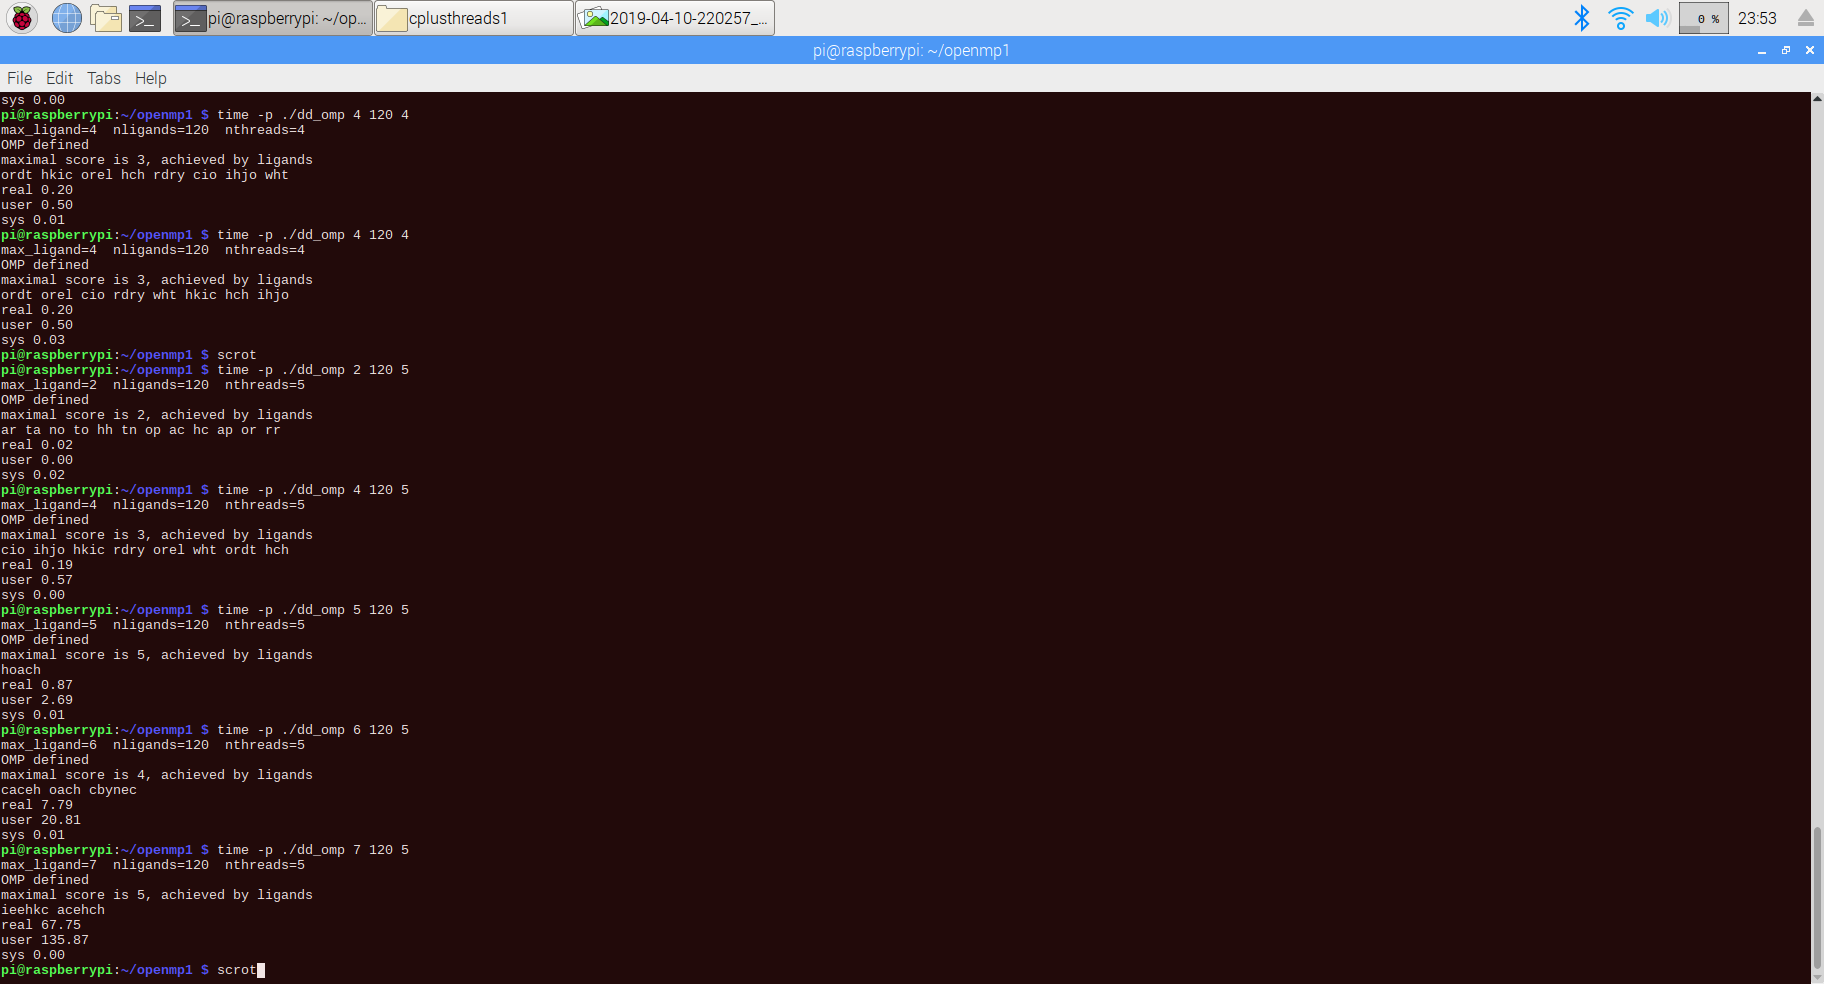 pi@raspberrypi: ~/op... cplusthreads1 2019-04-10-220257_... 0 % 23:53
pi@raspberrypi: ~/openmp1
File Edit Tabs Help
sys 0.00
pi@raspberrypi:~/openmp1 $ time -p ./dd_omp 4 120 4
max_ligand=4  nligands=120  nthreads=4
OMP defined
maximal score is 3, achieved by ligands
ordt hkic orel hch rdry cio ihjo wht
real 0.20
user 0.50
sys 0.01
pi@raspberrypi:~/openmp1 $ time -p ./dd_omp 4 120 4
max_ligand=4  nligands=120  nthreads=4
OMP defined
maximal score is 3, achieved by ligands
ordt orel cio rdry wht hkic hch ihjo
real 0.20
user 0.50
sys 0.03
pi@raspberrypi:~/openmp1 $ scrot
pi@raspberrypi:~/openmp1 $ time -p ./dd_omp 2 120 5
max_ligand=2  nligands=120  nthreads=5
OMP defined
maximal score is 2, achieved by ligands
ar ta no to hh tn op ac hc ap or rr
real 0.02
user 0.00
sys 0.02
pi@raspberrypi:~/openmp1 $ time -p ./dd_omp 4 120 5
max_ligand=4  nligands=120  nthreads=5
OMP defined
maximal score is 3, achieved by ligands
cio ihjo hkic rdry orel wht ordt hch
real 0.19
user 0.57
sys 0.00
pi@raspberrypi:~/openmp1 $ time -p ./dd_omp 5 120 5
max_ligand=5  nligands=120  nthreads=5
OMP defined
maximal score is 5, achieved by ligands
hoach
real 0.87
user 2.69
sys 0.01
pi@raspberrypi:~/openmp1 $ time -p ./dd_omp 6 120 5
max_ligand=6  nligands=120  nthreads=5
OMP defined
maximal score is 4, achieved by ligands
caceh oach cbynec
real 7.79
user 20.81
sys 0.01
pi@raspberrypi:~/openmp1 $ time -p ./dd_omp 7 120 5
max_ligand=7  nligands=120  nthreads=5
OMP defined
maximal score is 5, achieved by ligands
ieehkc acehch
real 67.75
user 135.87
sys 0.00
pi@raspberrypi:~/openmp1 $ scrot